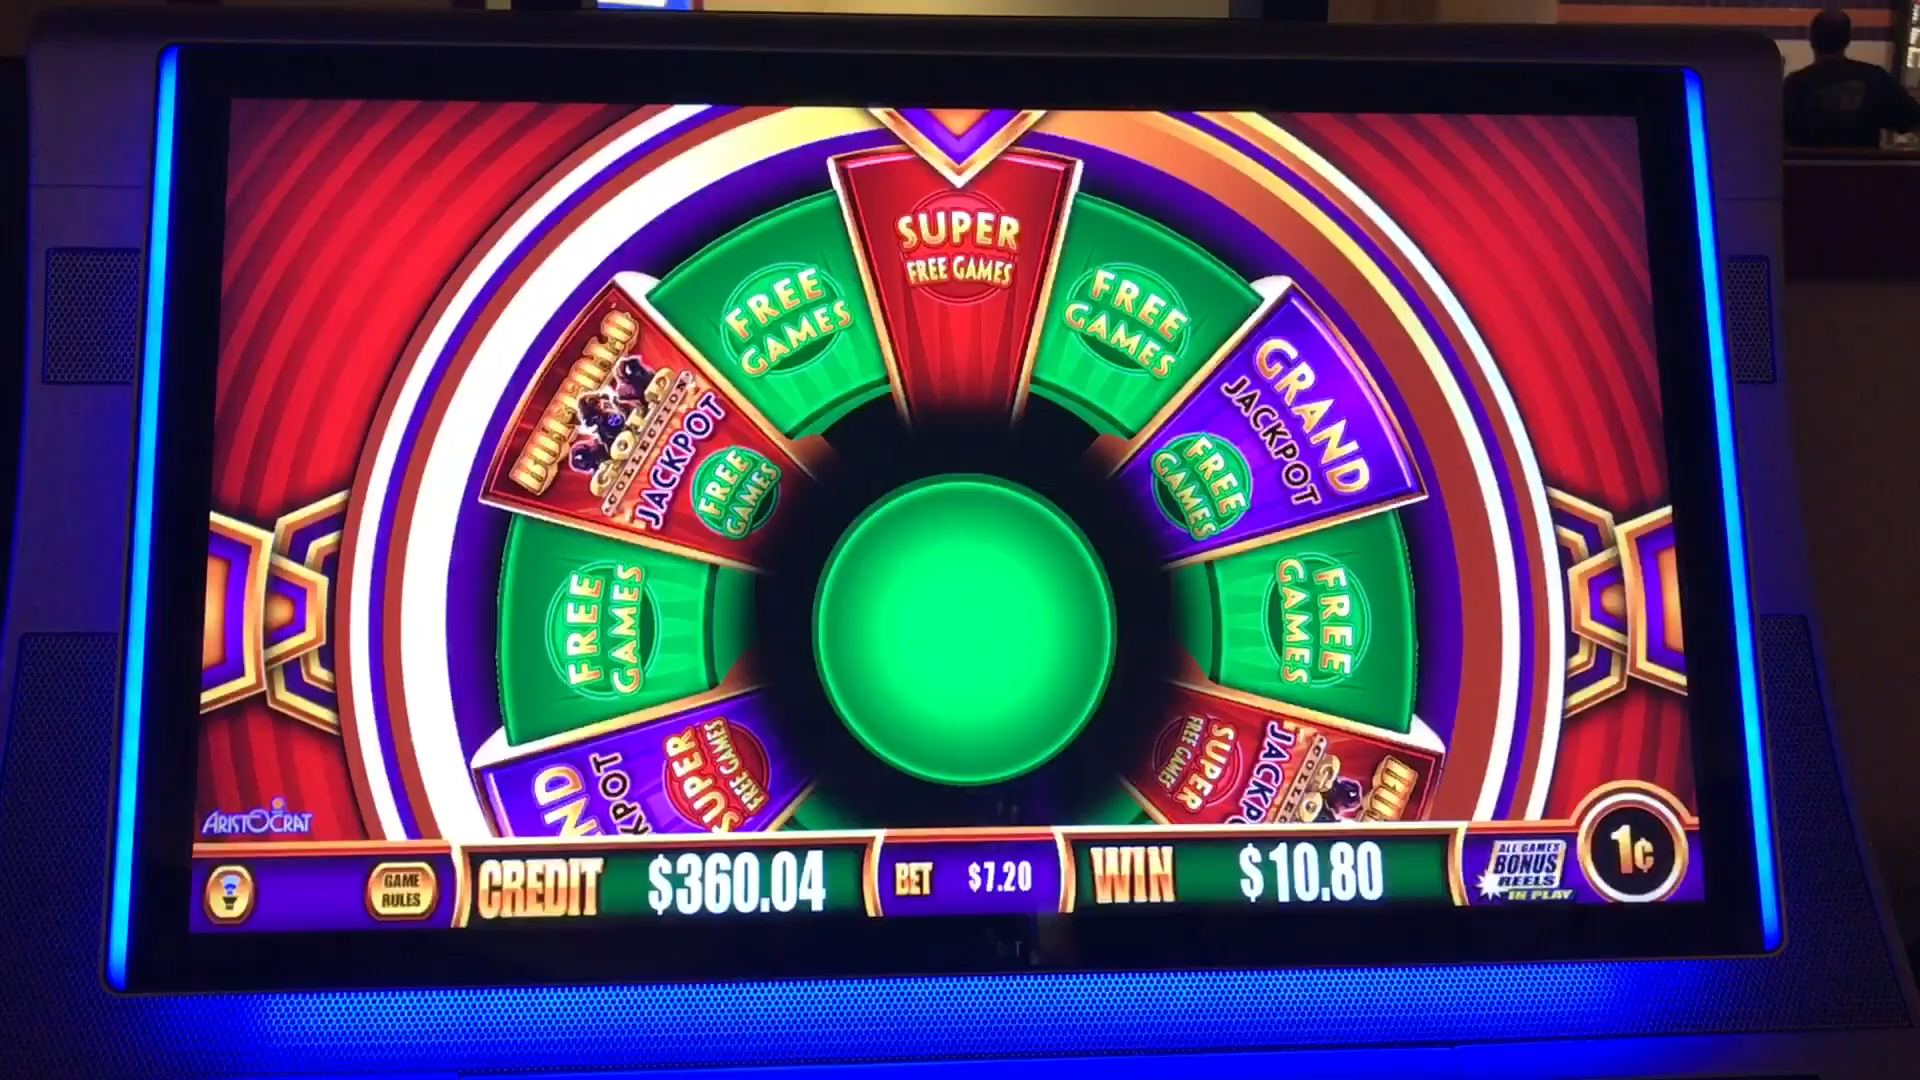 SUPER
FREE GAMES
FREE
GAMES
FREE
GAMES
BUFFALO
GOLD
COLLECTION
JACKPOT
FREE
GAMES
GRAND
JACKPOT
FREE
GAMES
FREE
GAMES
FREE
GAMES
SUPER
FREE GAMES
SUPER
FREE GAMES
ARISTOCRAT
GAME
RULES
CREDIT $360.04
BET $7.20
WIN $10.80
ALL GAMES
BONUS
REELS
IN PLAY
1¢